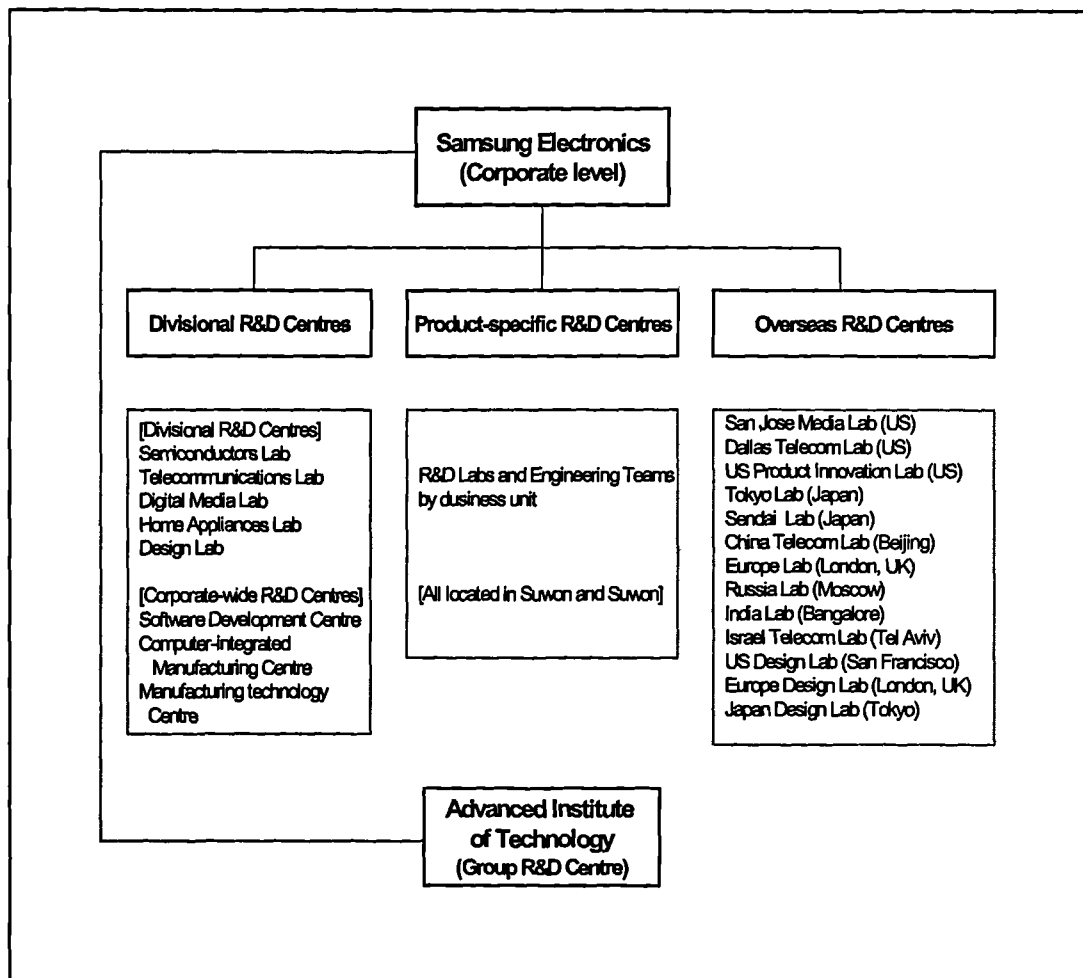 Samsung Electronics
(Corporate level)
Divisional R&D Centres
Product-specific R&D Centres
Overseas R&D Centres
[Divisional R&D Centres]
Semiconductors Lab
Telecommunications Lab
Digital Media Lab
Home Appliances Lab
Design Lab
[Corporate-wide R&D Centres]
Software Development Centre
Computer-integrated
Manufacturing Centre
Manufacturing technology
Centre
R&D Labs and Engineering Teams
by dusiness unit
[All located in Suwon and Suwon]
San Jose Media Lab (US)
Dallas Telecom Lab (US)
US Product Innovation Lab (US)
Tokyo Lab (Japan)
Sendai Lab (Japan)
China Telecom Lab (Beijing)
Europe Lab (London, UK)
Russia Lab (Moscow)
India Lab (Bangalore)
Israel Telecom Lab (Tel Aviv)
US Design Lab (San Francisco)
Europe Design Lab (London, UK)
Japan Design Lab (Tokyo)
Advanced Institute
of Technology
(Group R&D Centre)